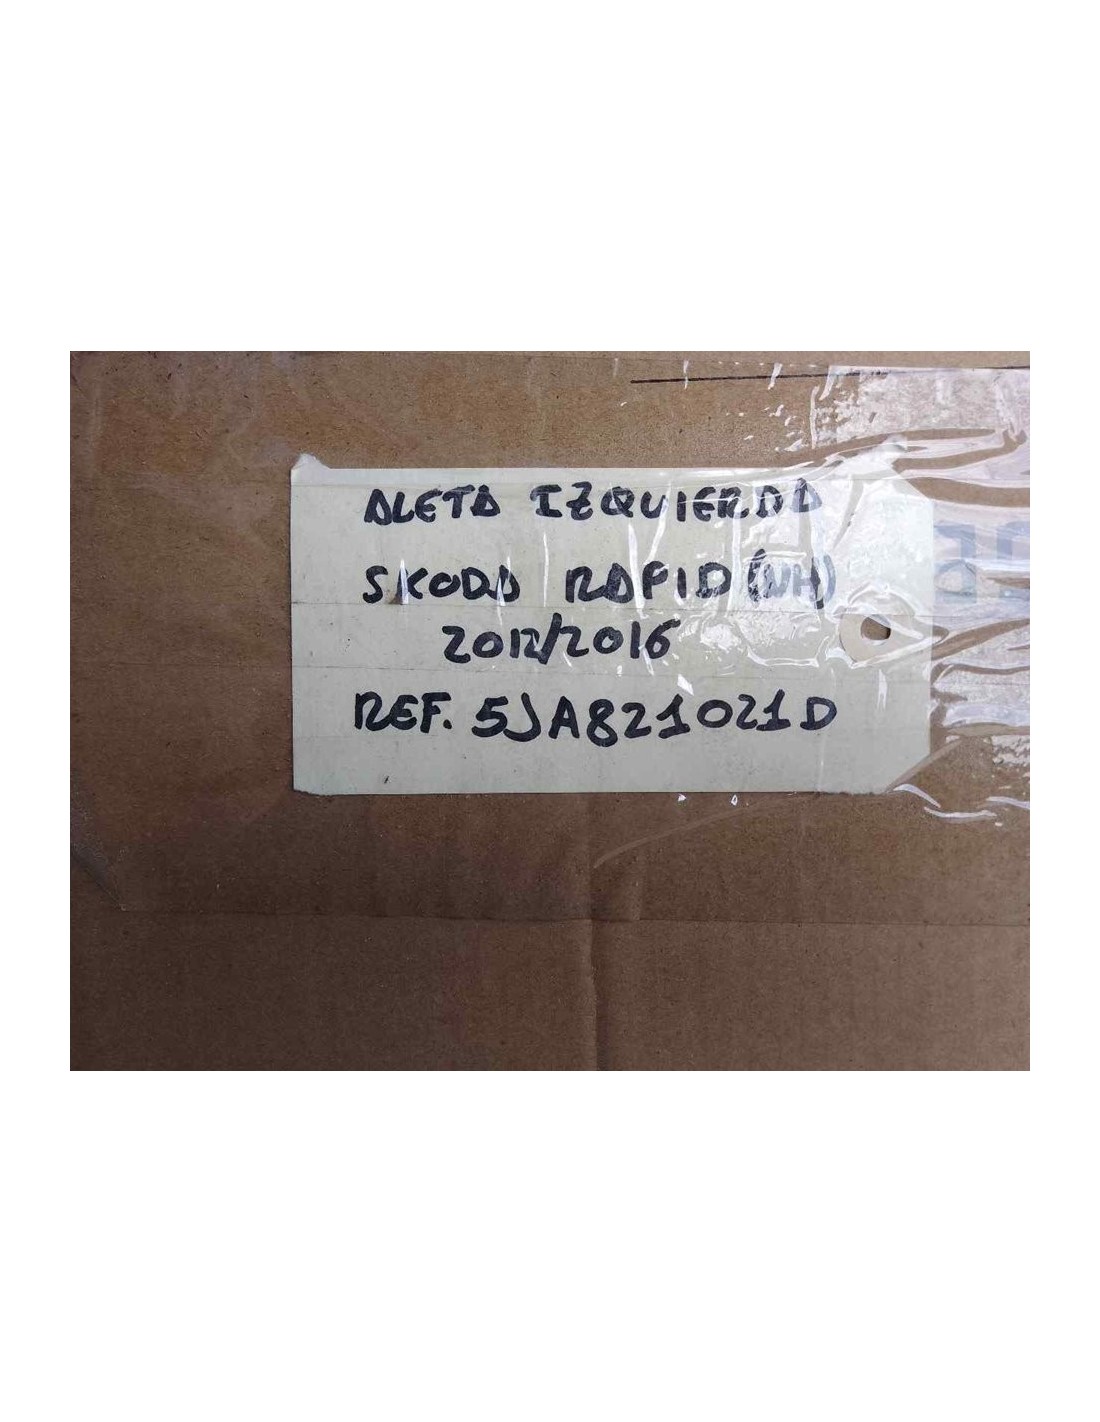 ALETA IZQUIERDA
SKODA RAPID (NH)
2012/2016
REF. 5JA821021D